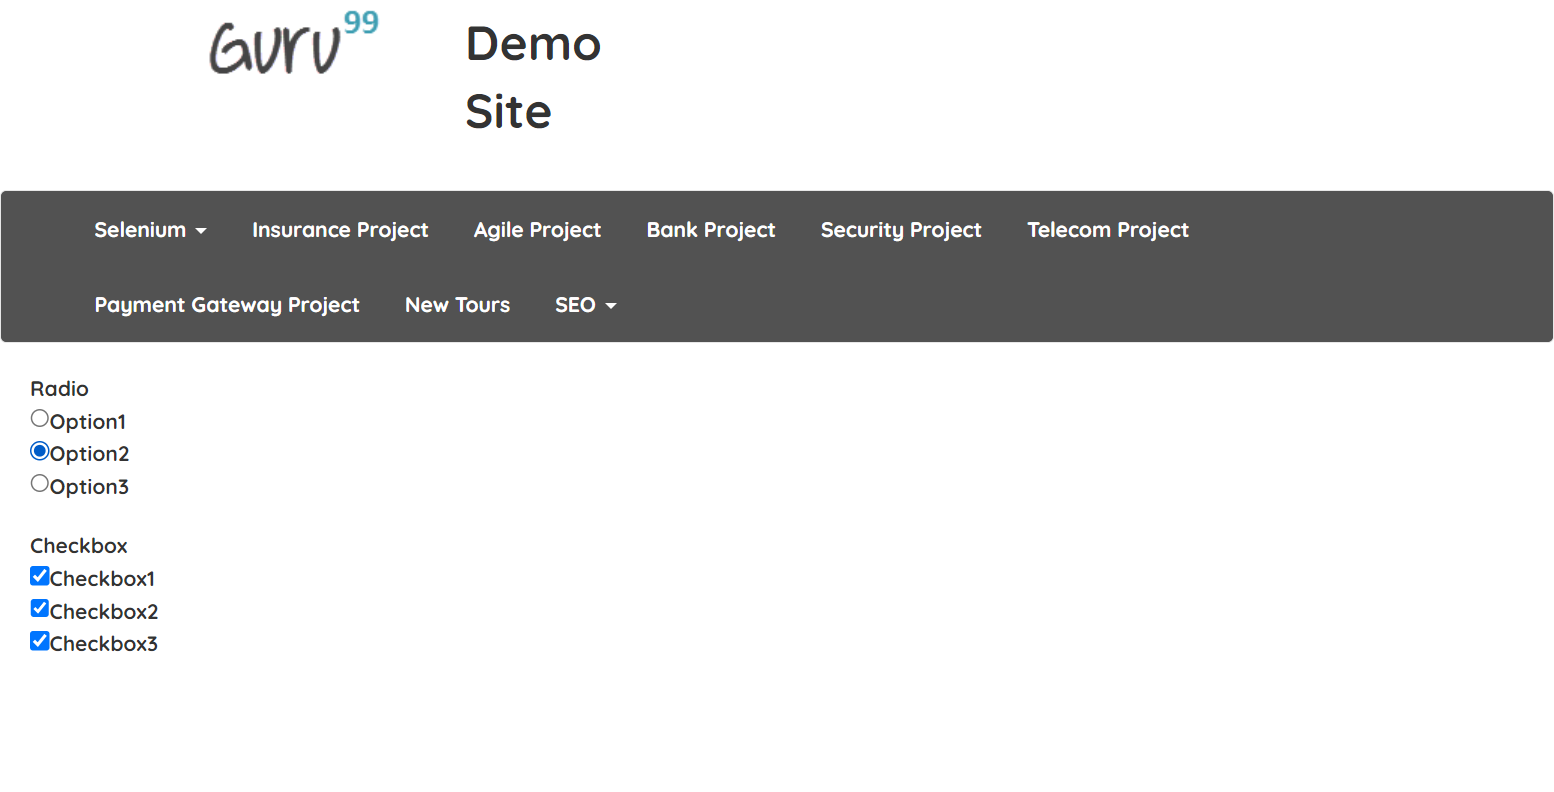 Guru99
Demo
Site
Selenium Insurance Project Agile Project Bank Project Security Project Telecom Project
Payment Gateway Project New Tours SEO
Radio
Option1
Option2
Option3
Checkbox
Checkbox1
Checkbox2
Checkbox3